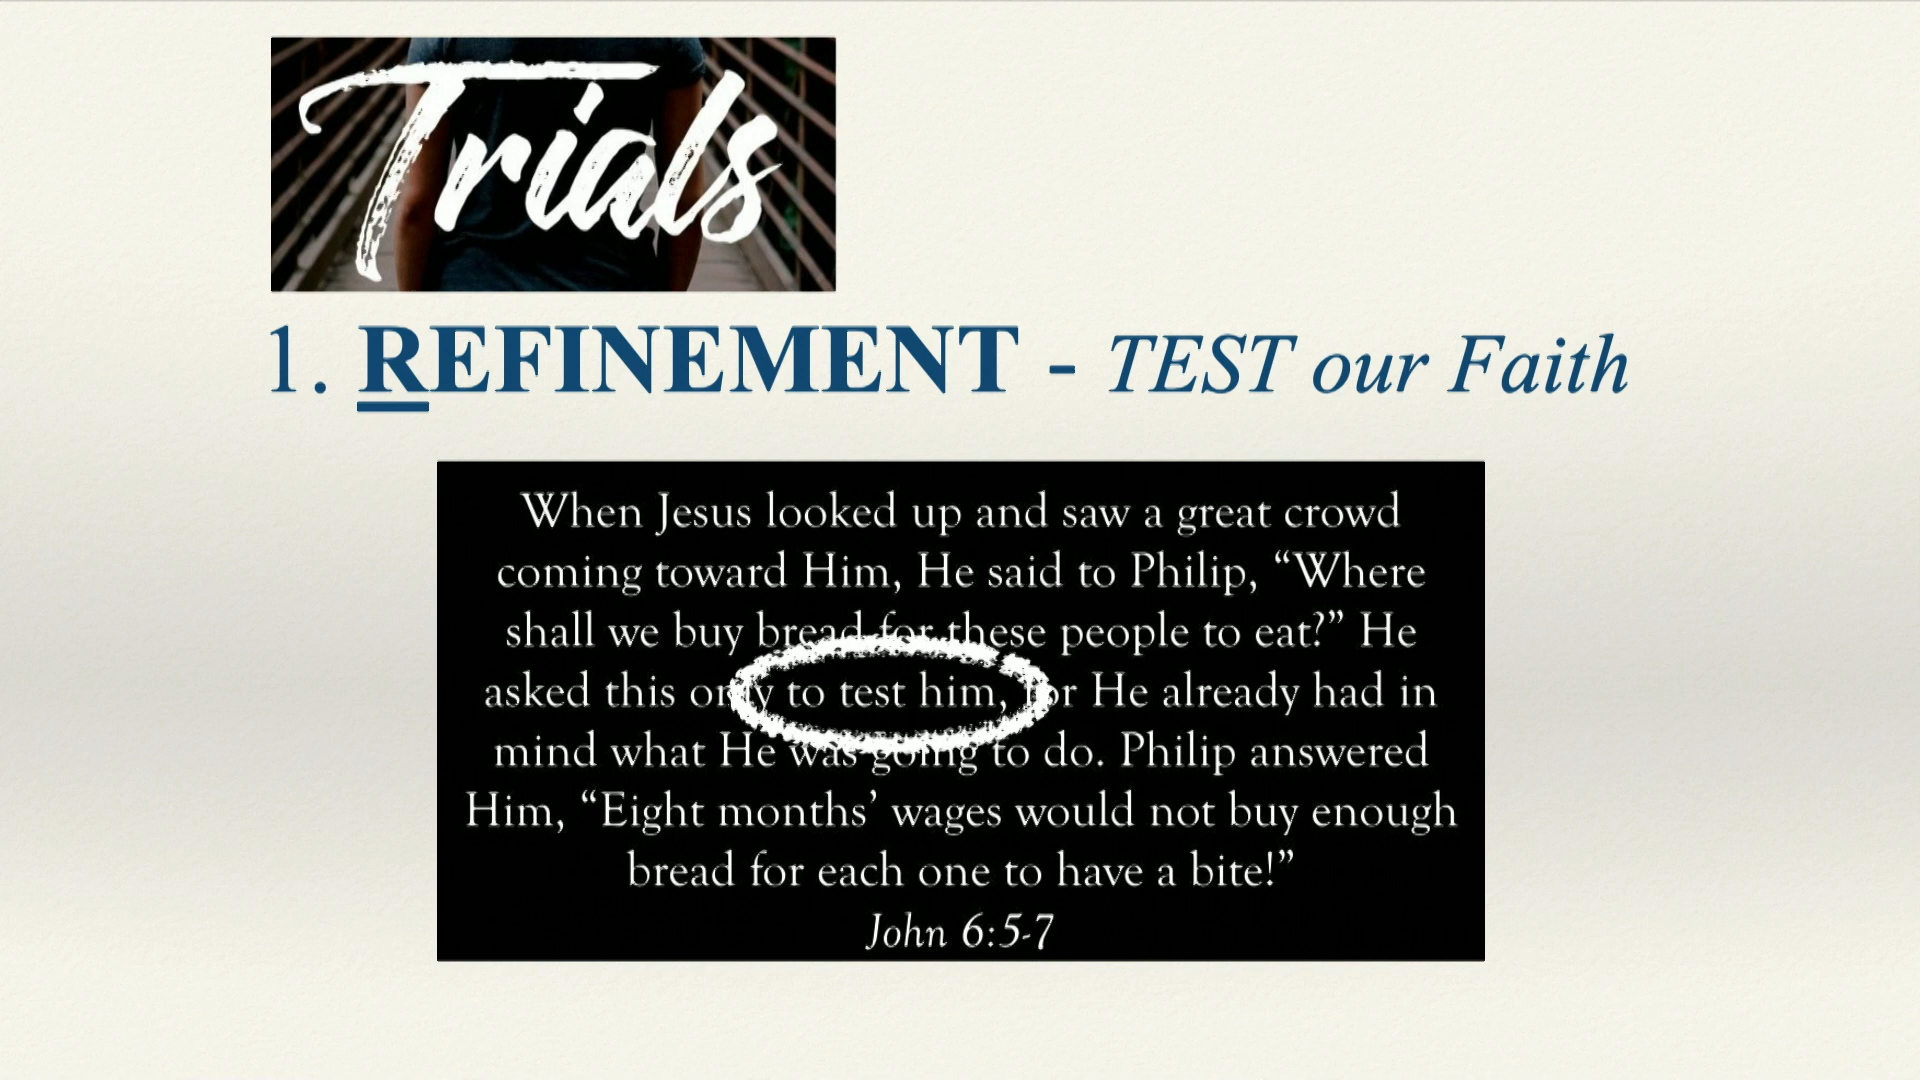 Trials
1. REFINEMENT - TEST our Faith
When Jesus looked up and saw a great crowd
coming toward Him, He said to Philip, “Where
shall we buy bread for these people to eat?” He
asked this only to test him, for He already had in
mind what He was going to do. Philip answered
Him, “Eight months’ wages would not buy enough
bread for each one to have a bite!”
John 6:5-7